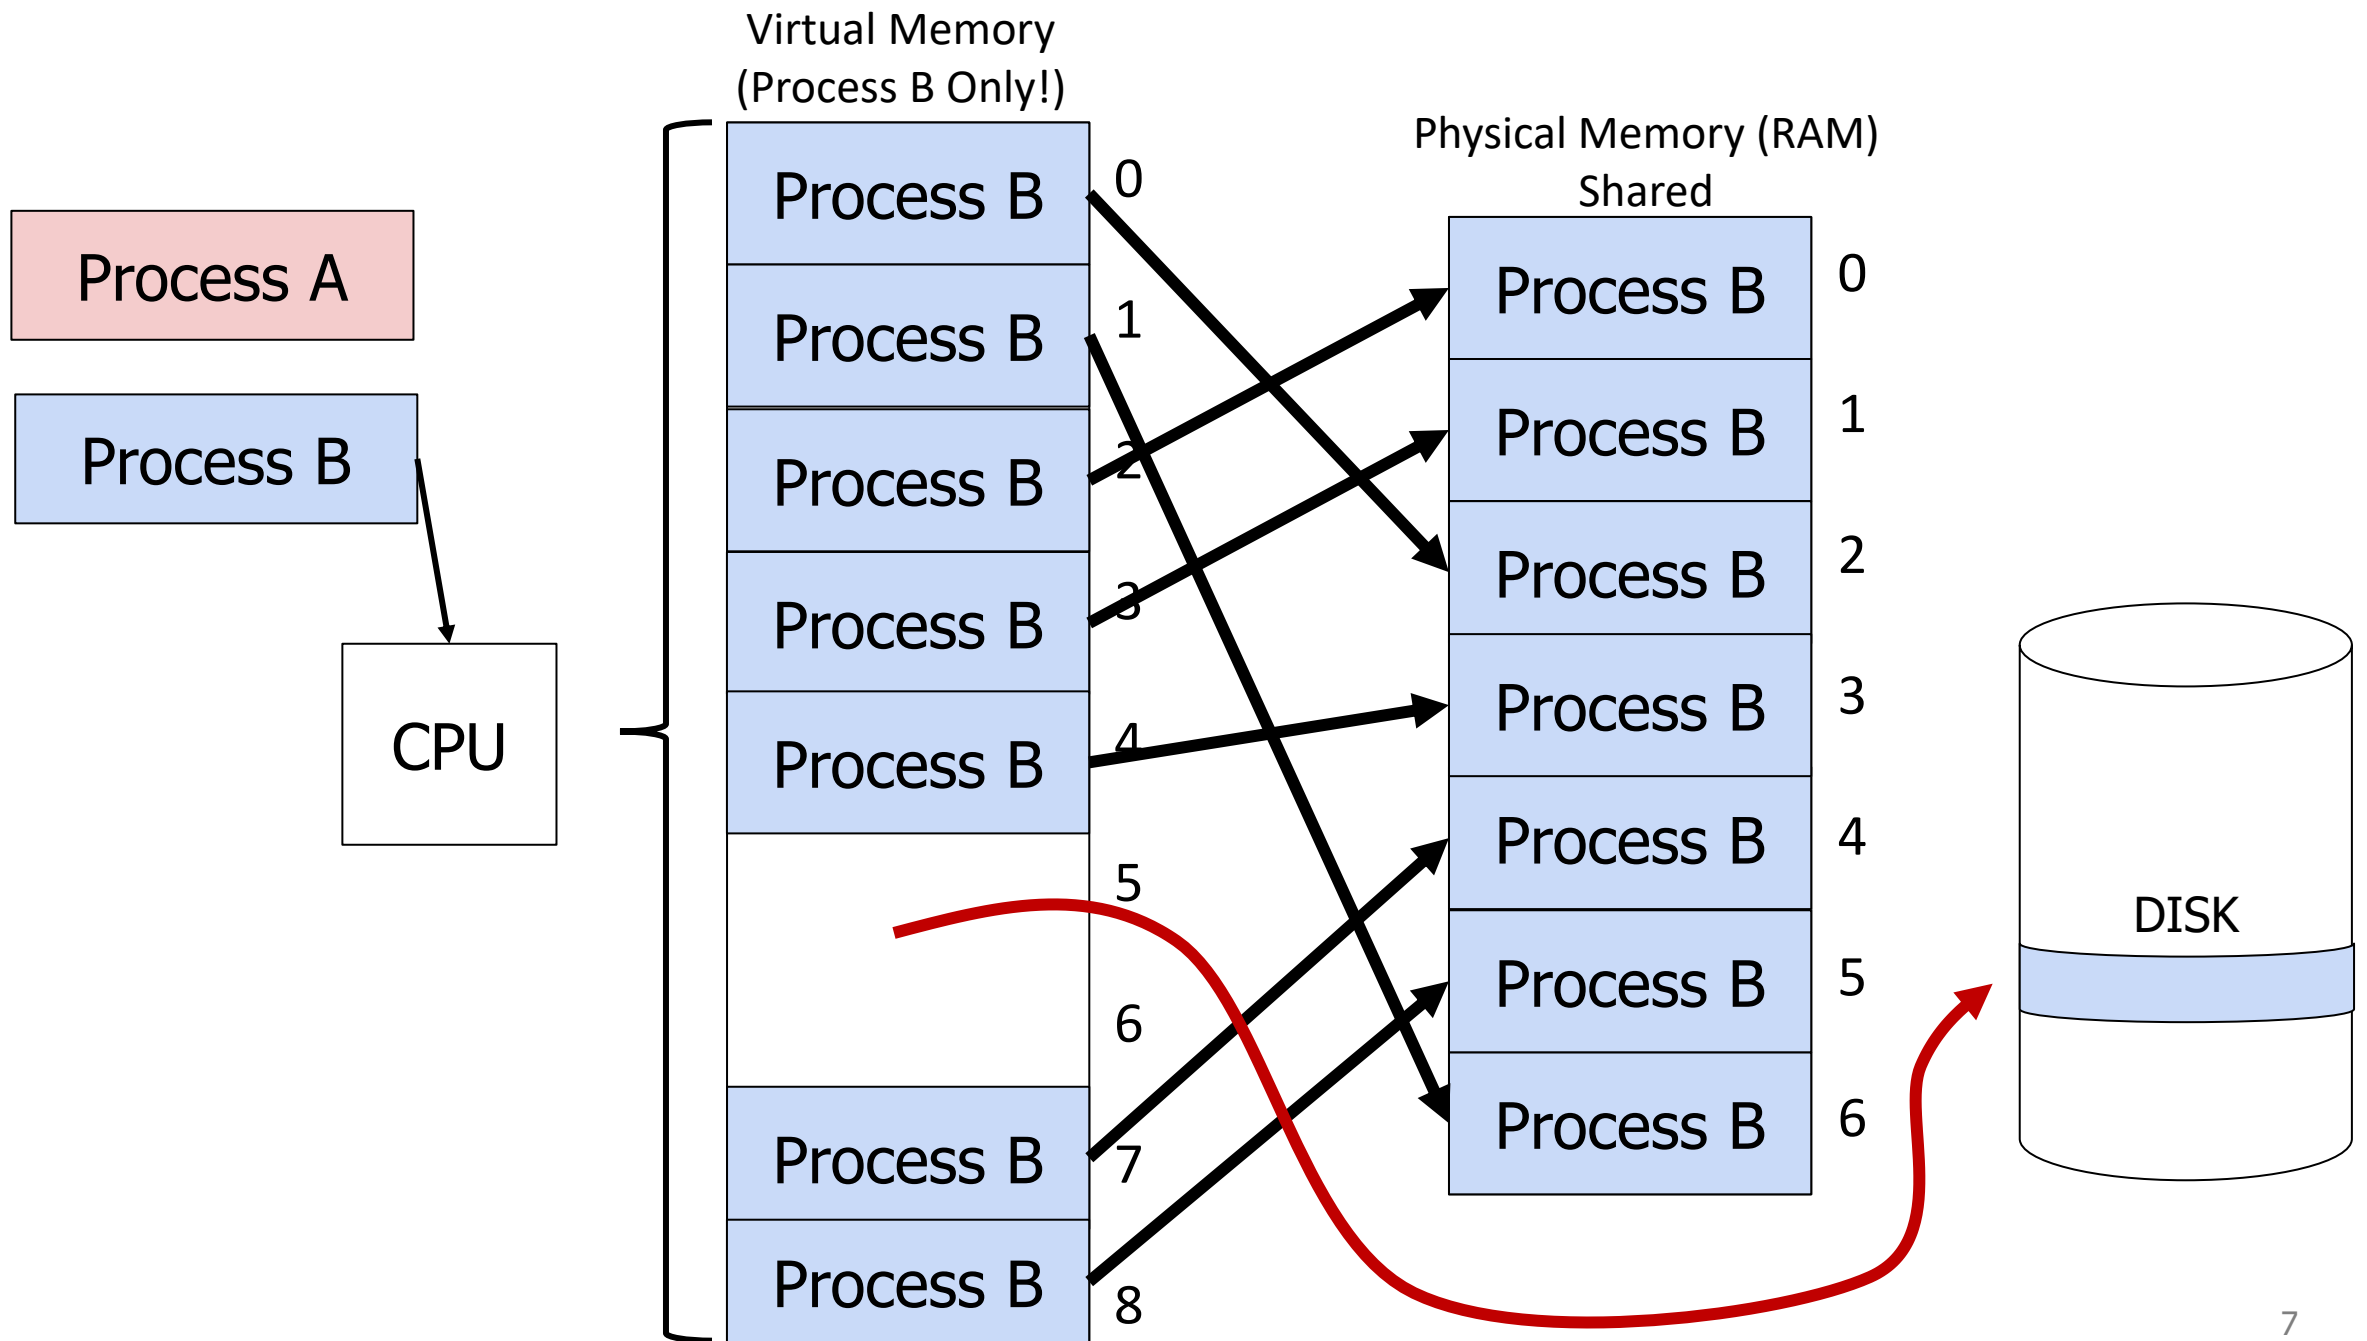 Virtual Memory
(Process B Only!)
Physical Memory (RAM)
Shared
Process A
Process B
CPU
Process B 0
Process B 1
Process B 2
Process B 3
Process B 4
5
6
Process B 7
Process B 8
Process B 0
Process B 1
Process B 2
Process B 3
Process B 4
Process B 5
Process B 6
DISK
7